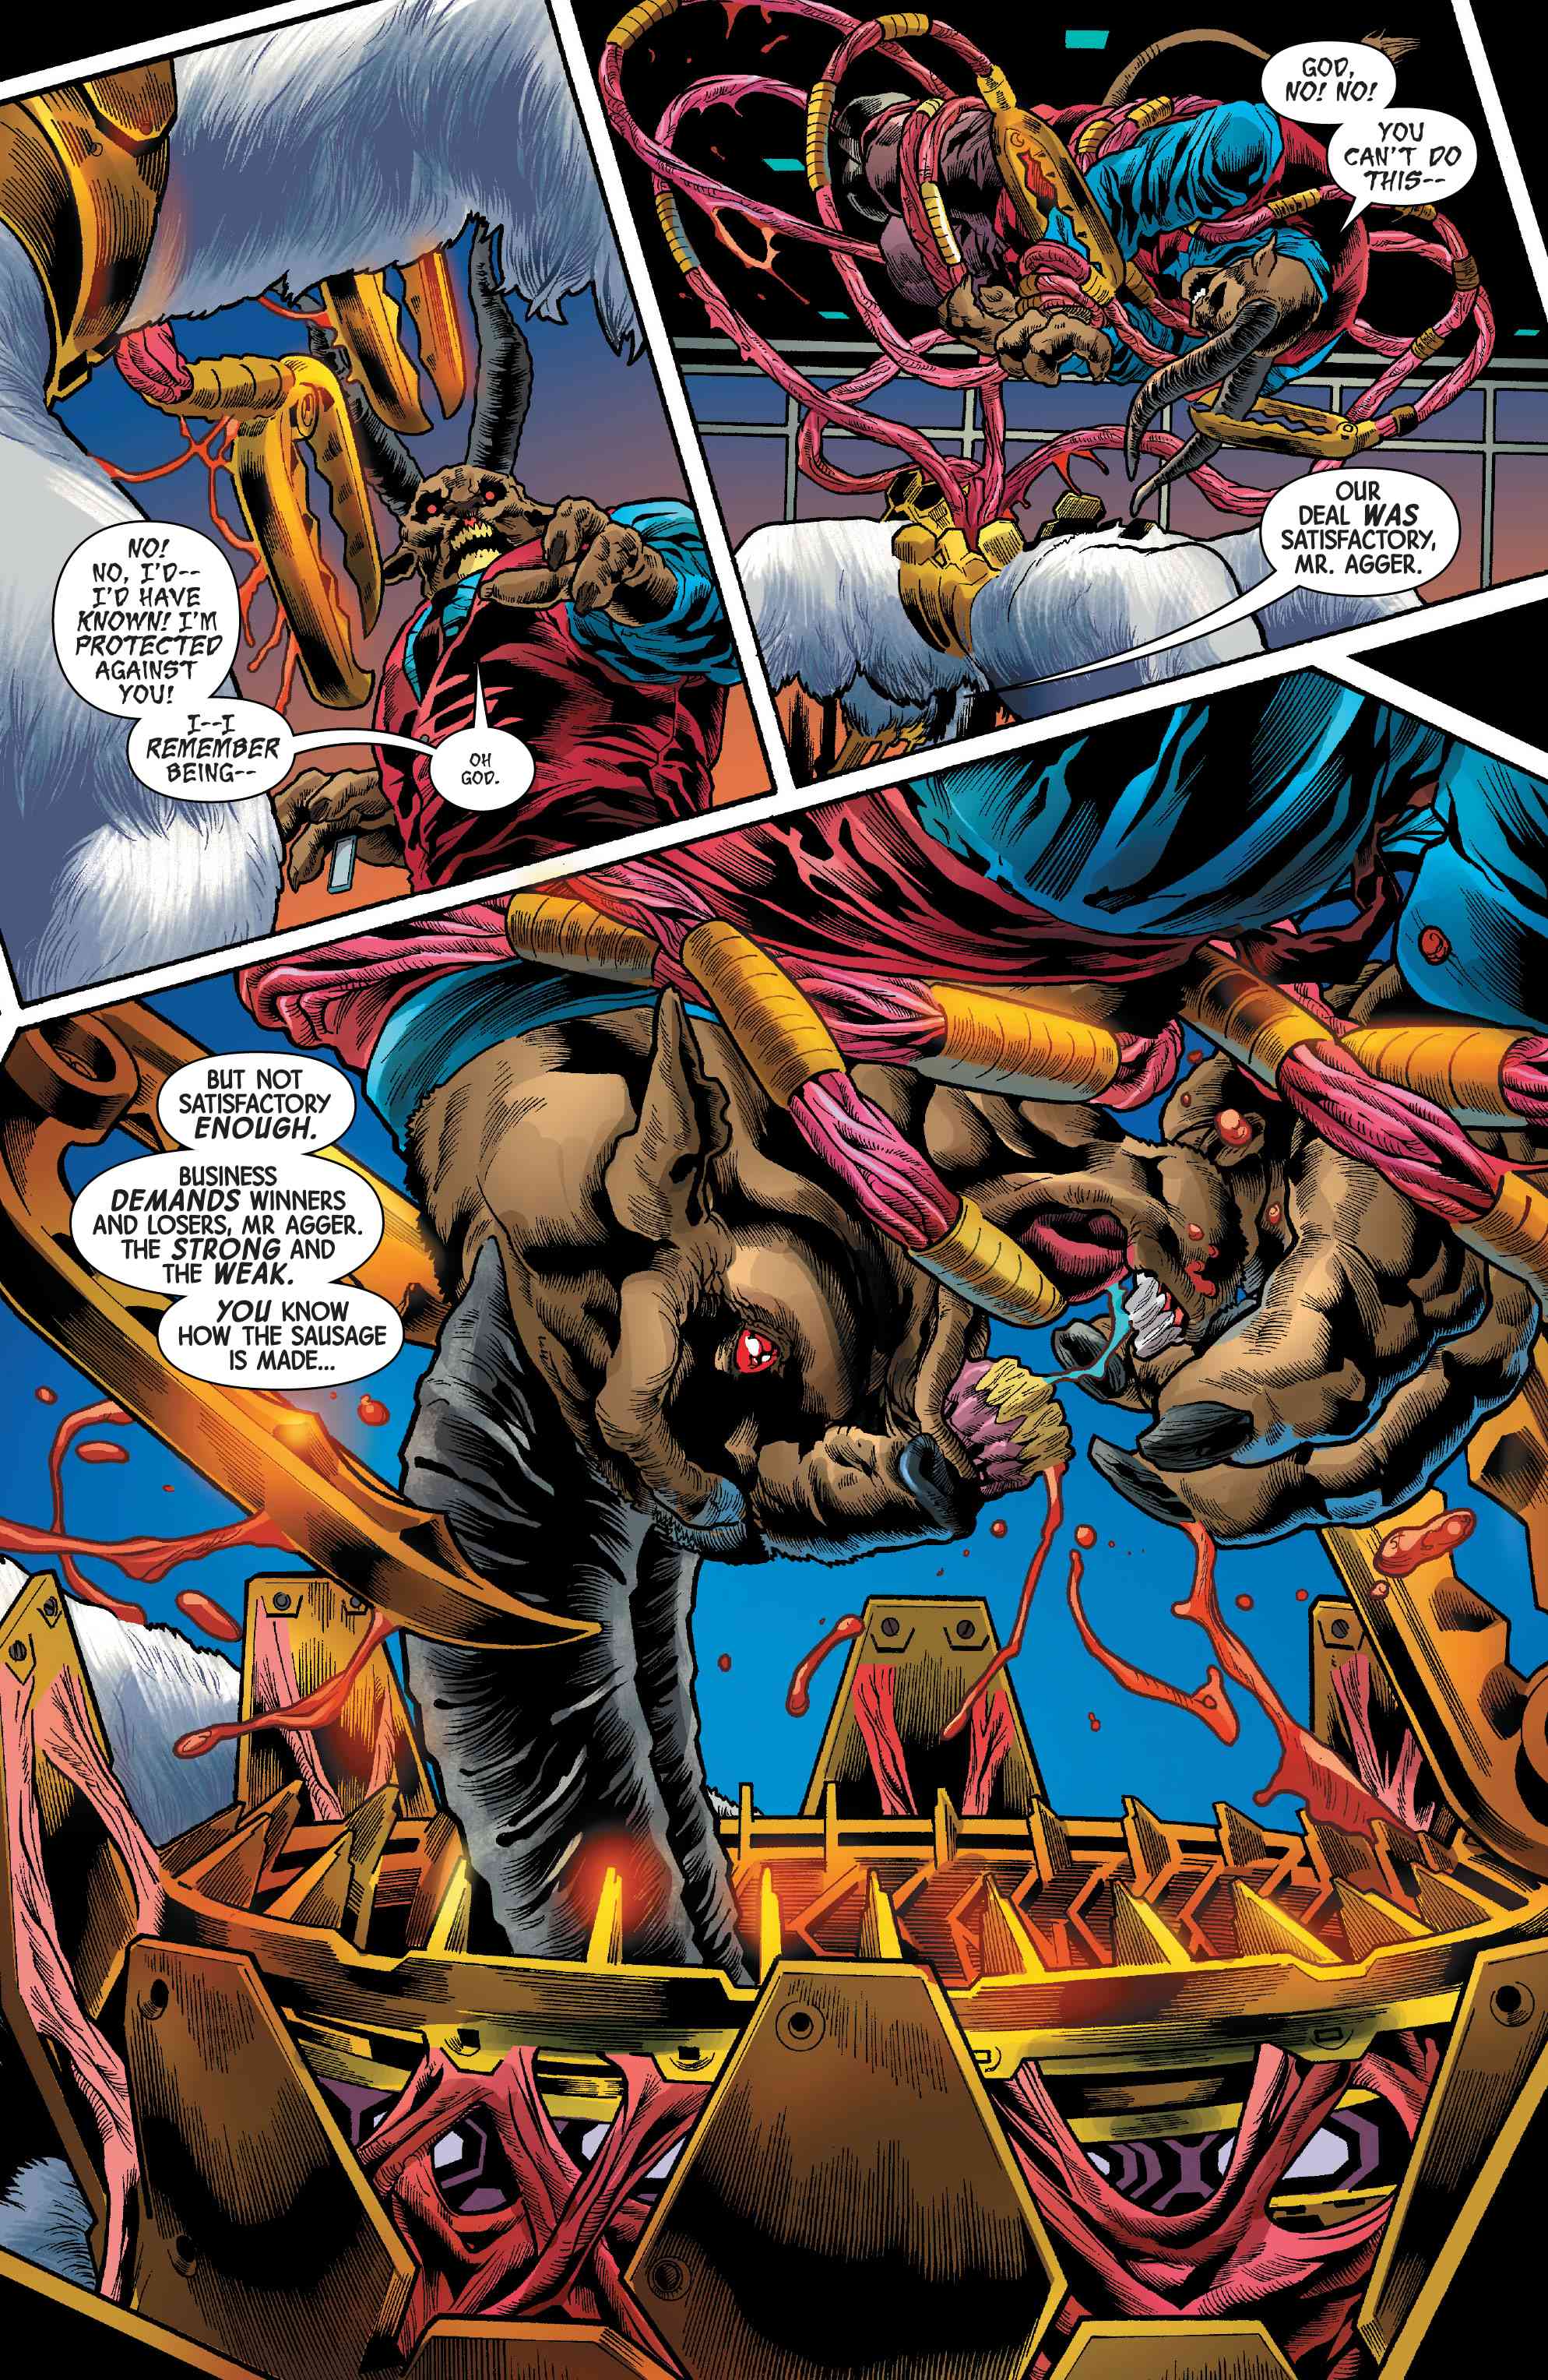 NO!
NO, I'D--
I'D HAVE
KNOWN! I'M
PROTECTED
AGAINST
YOU!
I--I
REMEMBER
BEING--
OH
GOD.
GOD,
NO! NO!
YOU
CAN'T DO
THIS--
OUR
DEAL WAS
SATISFACTORY,
MR. AGGER.
BUT NOT
SATISFACTORY
ENOUGH.
BUSINESS
DEMANDS WINNERS
AND LOSERS, MR AGGER.
THE STRONG AND
THE WEAK.
YOU KNOW
HOW THE SAUSAGE
IS MADE...